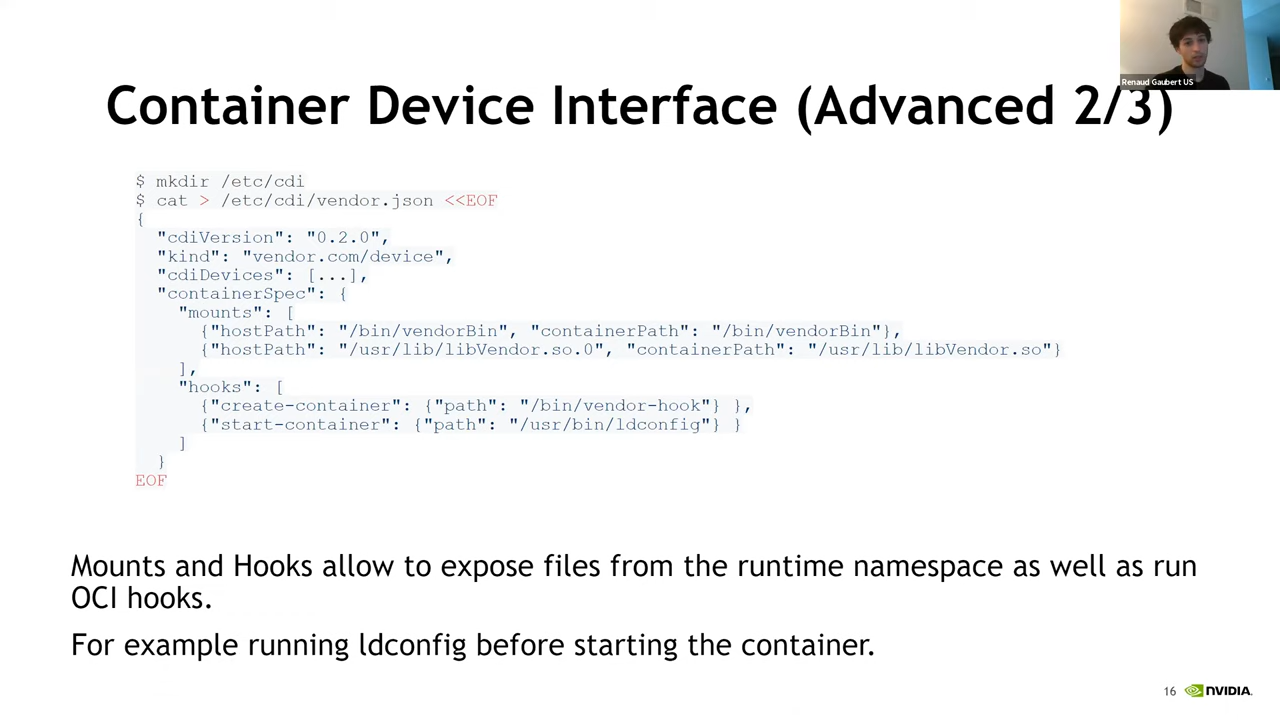 Renaud Gaubert US
Container Device Interface (Advanced 2/3)
$ mkdir /etc/cdi
$ cat > /etc/cdi/vendor.json <<EOF
{
  "cdiVersion": "0.2.0",
  "kind": "vendor.com/device",
  "cdiDevices": [...],
  "containerSpec": {
    "mounts": [
      {"hostPath": "/bin/vendorBin", "containerPath": "/bin/vendorBin"},
      {"hostPath": "/usr/lib/libVendor.so.0", "containerPath": "/usr/lib/libVendor.so"}
    ],
    "hooks": [
      {"create-container": {"path": "/bin/vendor-hook"} },
      {"start-container": {"path": "/usr/bin/ldconfig"} }
    ]
  }
EOF
Mounts and Hooks allow to expose files from the runtime namespace as well as run
OCI hooks.
For example running ldconfig before starting the container.
16 NVIDIA.